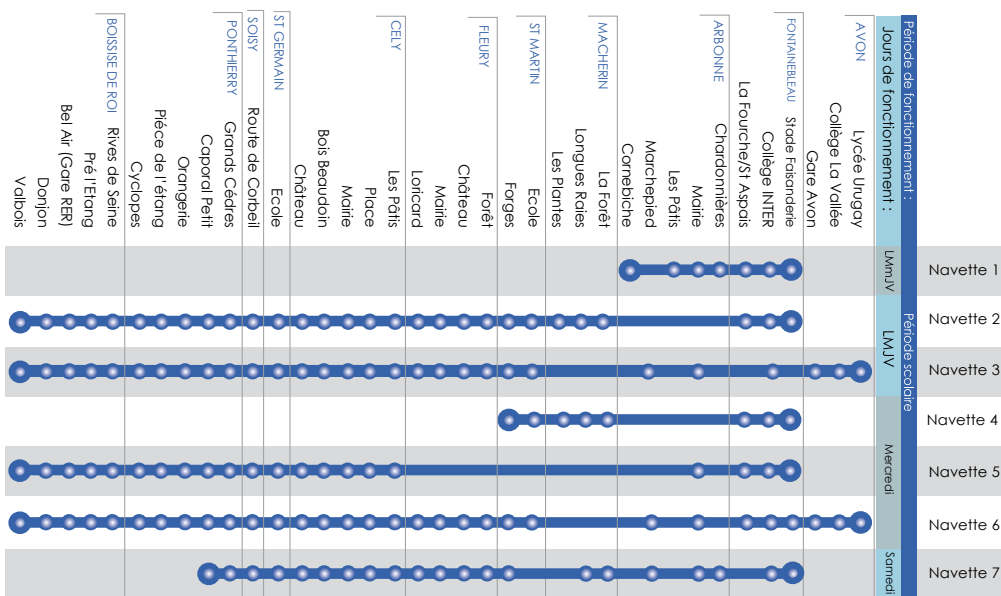 Période de fonctionnement :
Période scolaire
Jours de fonctionnement :
LMmJV
LMJV
Mercredi
Samedi
AVON
Lycée Urugay
Collège La Vallée
Gare Avon
FONTAINEBLEAU
Stade Faisanderie
Collège INTER
La Fourche/St Aspais
ARBONNE
Chardonnières
Mairie
Les Pâtis
Marchepied
Cornebiche
MACHERIN
La Forêt
Longues Raies
Les Plantes
ST MARTIN
Ecole
Forges
FLEURY
Forêt
Château
Mairie
Loricard
CELY
Les Pâtis
Place
Mairie
Bois Beaudoin
Château
ST GERMAIN
Ecole
SOISY
Route de Corbeil
PONTHIERRY
Grands Cédres
Caporal Petit
Orangerie
Piéce de l'étang
Cyclopes
BOISSISE DE ROI
Rives de Seine
Pré l'Etang
Bel Air (Gare RER)
Donjon
Valbois
Navette 1
Navette 2
Navette 3
Navette 4
Navette 5
Navette 6
Navette 7